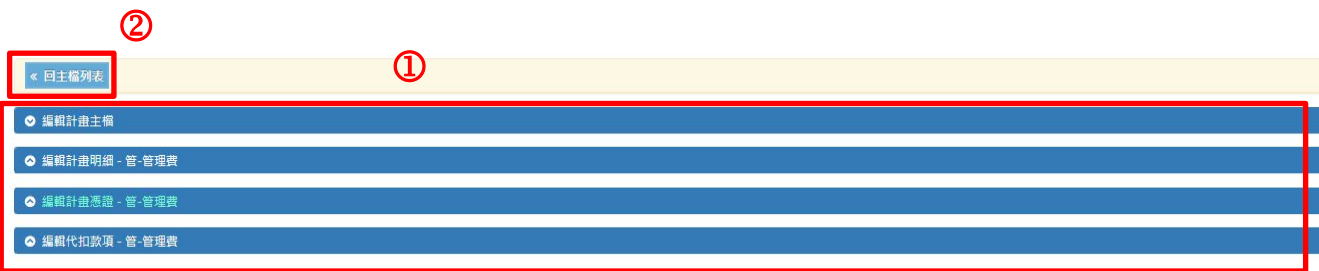 ②
①
« 回主檔列表
編輯計畫主檔
編輯計畫明細 - 管-管理費
編輯計畫憑證 - 管-管理費
編輯代扣款項 - 管-管理費